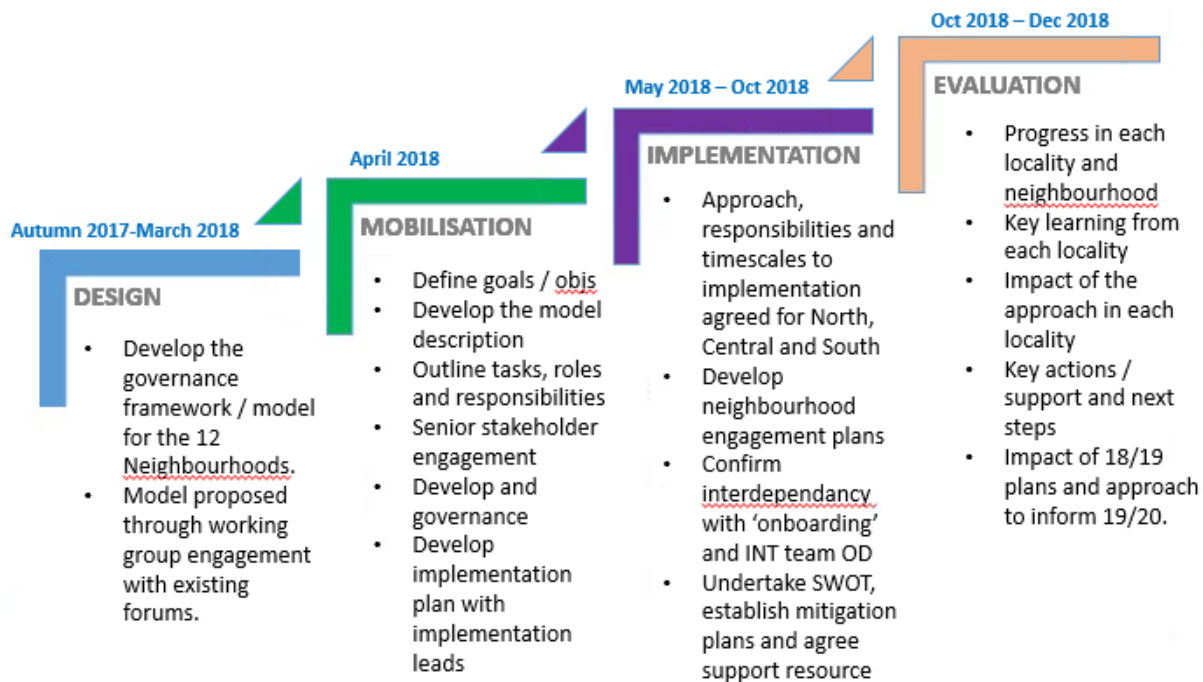 Autumn 2017-March 2018
DESIGN
• Develop the
governance
framework / model
for the 12
Neighbourhoods.
• Model proposed
through working
group engagement
with existing
forums.
April 2018
MOBILISATION
• Define goals / objs
• Develop the model
description
• Outline tasks, roles
and responsibilities
• Senior stakeholder
engagement
• Develop and
governance
• Develop
implementation
plan with
implementation
leads
May 2018 – Oct 2018
IMPLEMENTATION
• Approach,
responsibilities and
timescales to
implementation
agreed for North,
Central and South
• Develop
neighbourhood
engagement plans
• Confirm
interdependancy
with ‘onboarding’
and INT team OD
• Undertake SWOT,
establish mitigation
plans and agree
support resource
Oct 2018 – Dec 2018
EVALUATION
• Progress in each
locality and
neighbourhood
• Key learning from
each locality
• Impact of the
approach in each
locality
• Key actions /
support and next
steps
• Impact of 18/19
plans and approach
to inform 19/20.